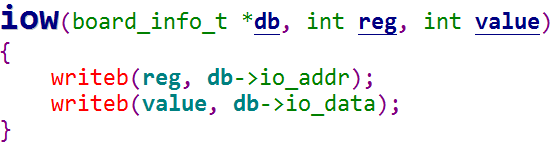 iow(board_info_t *db, int reg, int value)
{
    writeb(reg, db->io_addr);
    writeb(value, db->io_data);
}